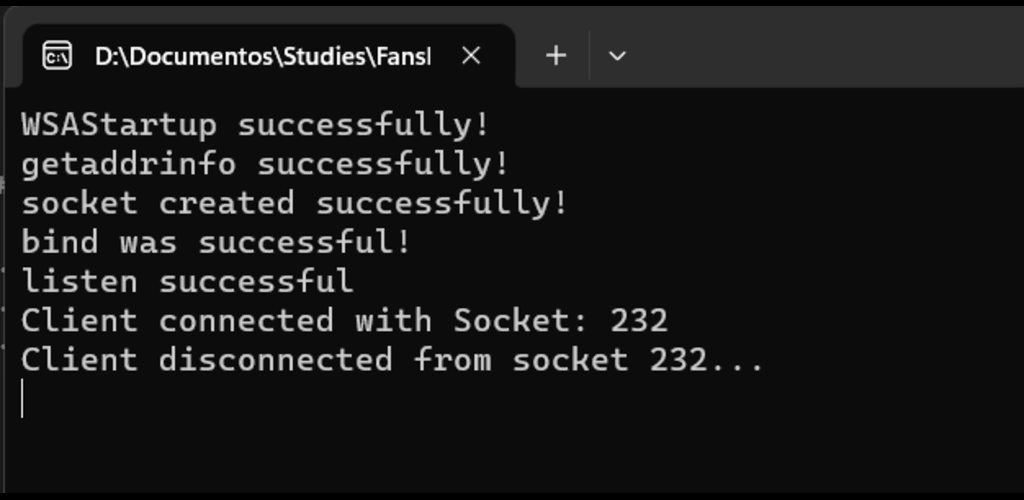 D:\Documentos\Studies\Fansl
WSAStartup successfully!
getaddrinfo successfully!
socket created successfully!
bind was successful!
listen successful
Client connected with Socket: 232
Client disconnected from socket 232...